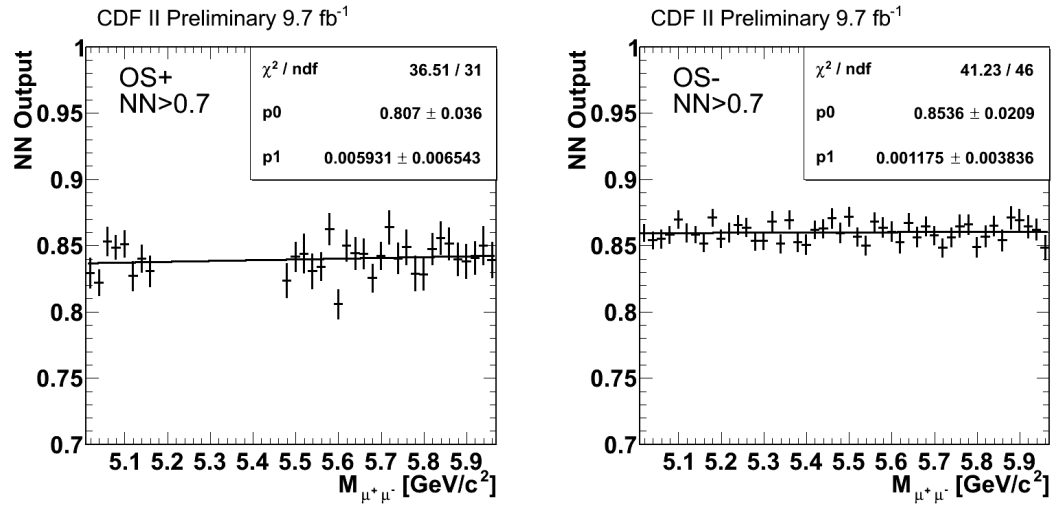 CDF II Preliminary 9.7 fb⁻¹
NN Output
OS+
NN>0.7
χ² / ndf 36.51 / 31
p0 0.807 ± 0.036
p1 0.005931 ± 0.006543
1
0.95
0.9
0.85
0.8
0.75
0.7
5.1 5.2 5.3 5.4 5.5 5.6 5.7 5.8 5.9
M μ⁺ μ⁻ [GeV/c²]
CDF II Preliminary 9.7 fb⁻¹
NN Output
OS-
NN>0.7
χ² / ndf 41.23 / 46
p0 0.8536 ± 0.0209
p1 0.001175 ± 0.003836
1
0.95
0.9
0.85
0.8
0.75
0.7
5.1 5.2 5.3 5.4 5.5 5.6 5.7 5.8 5.9
M μ⁺ μ⁻ [GeV/c²]